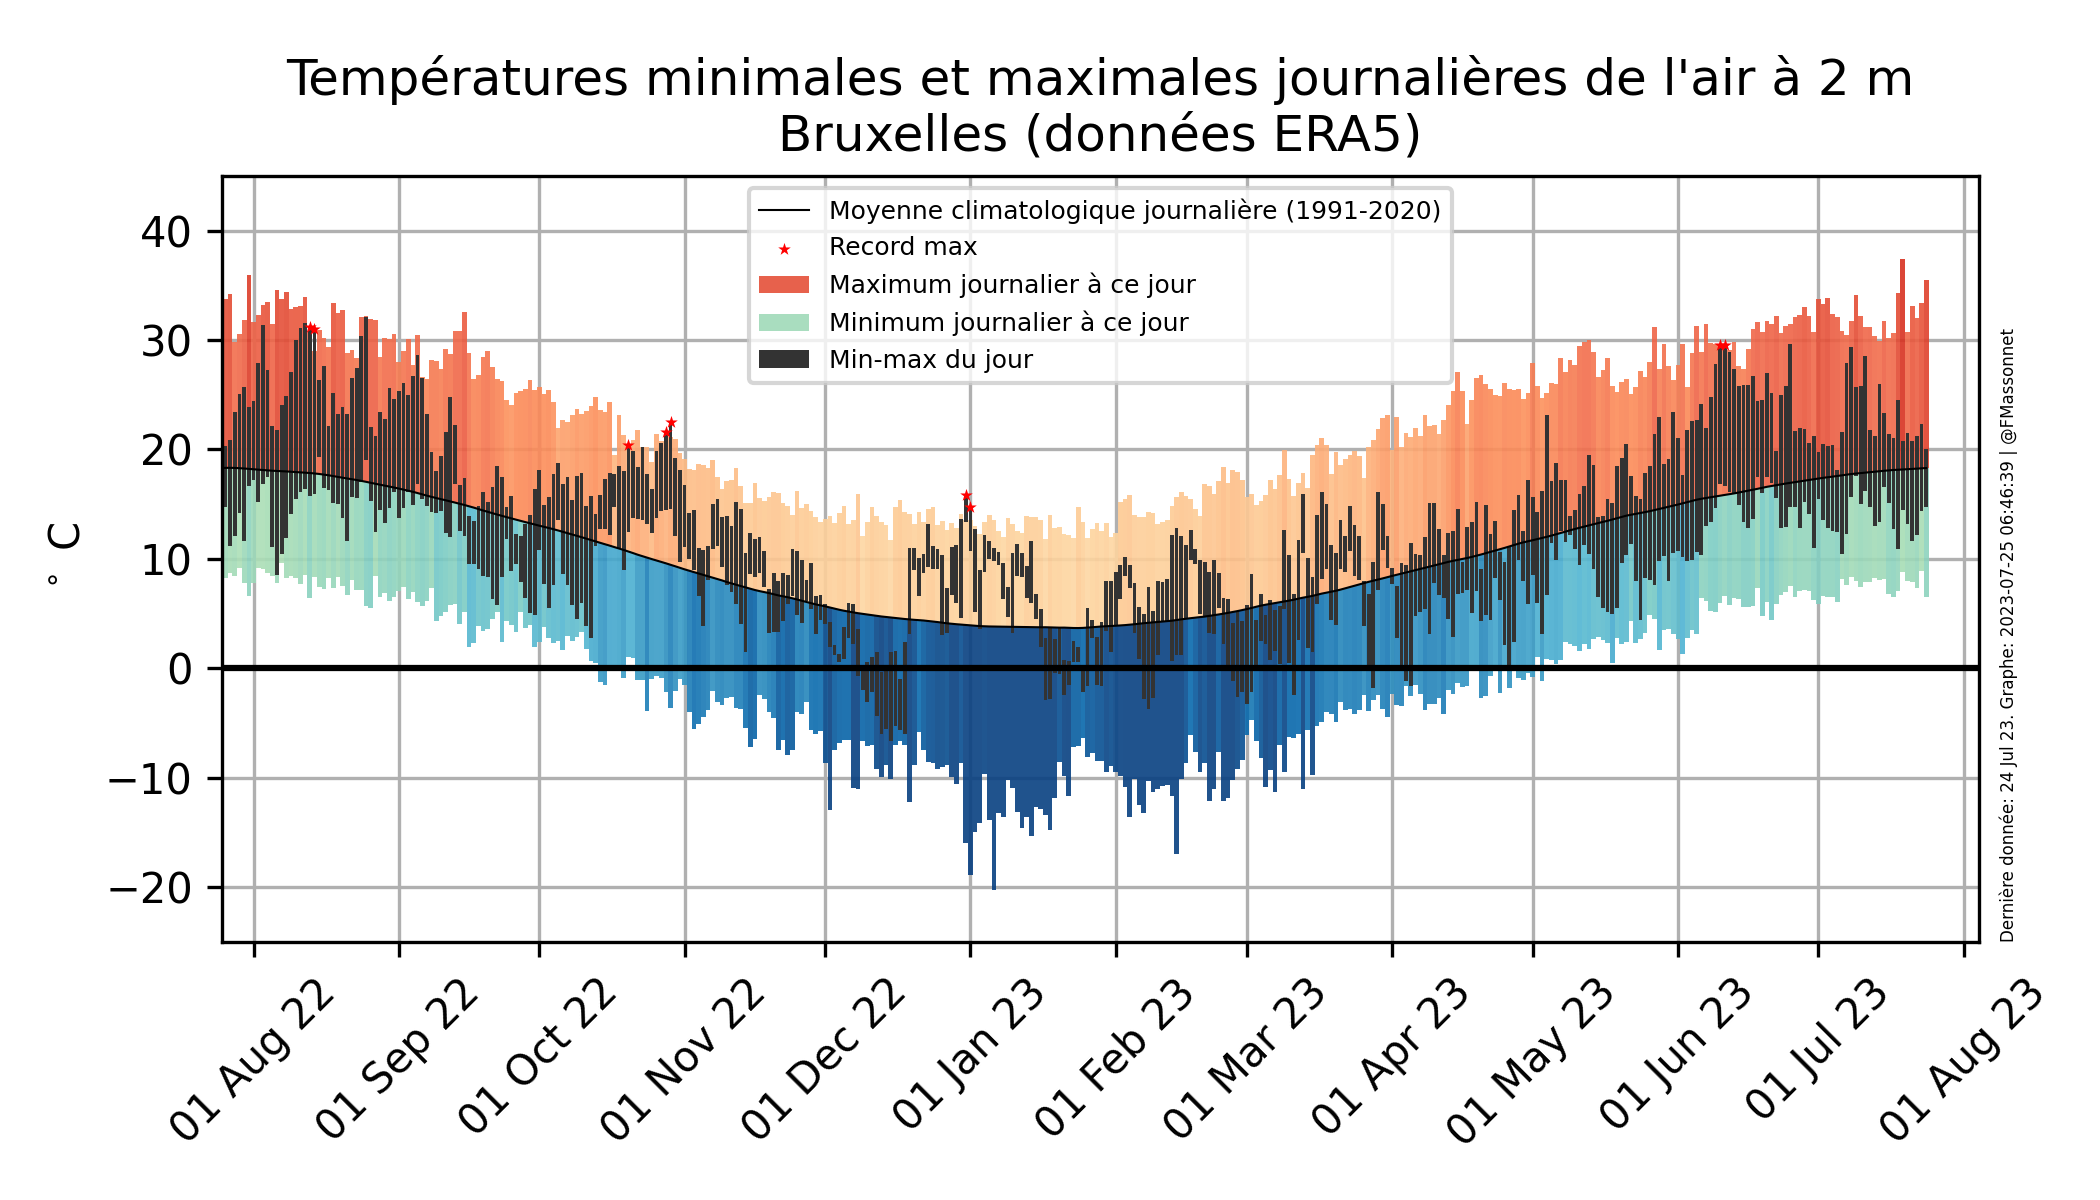 Températures minimales et maximales journalières de l'air à 2 m
Bruxelles (données ERA5)
Moyenne climatologique journalière (1991-2020)
Record max
Maximum journalier à ce jour
Minimum journalier à ce jour
Min-max du jour
° C
40
30
20
10
0
−10
−20
01 Aug 22
01 Sep 22
01 Oct 22
01 Nov 22
01 Dec 22
01 Jan 23
01 Feb 23
01 Mar 23
01 Apr 23
01 May 23
01 Jun 23
01 Jul 23
01 Aug 23
Dernière donnée: 24 Jul 23. Graphe: 2023-07-25 06:46:39 | @FMassonnet